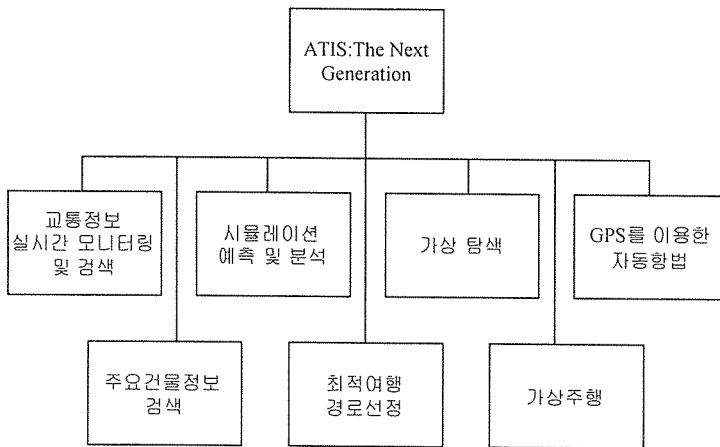 ATIS:The Next
Generation
교통정보
실시간 모니터링
및 검색
시뮬레이션
예측 및 분석
가상 탐색
GPS를 이용한
자동항법
주요건물정보
검색
최적여행
경로선정
가상주행